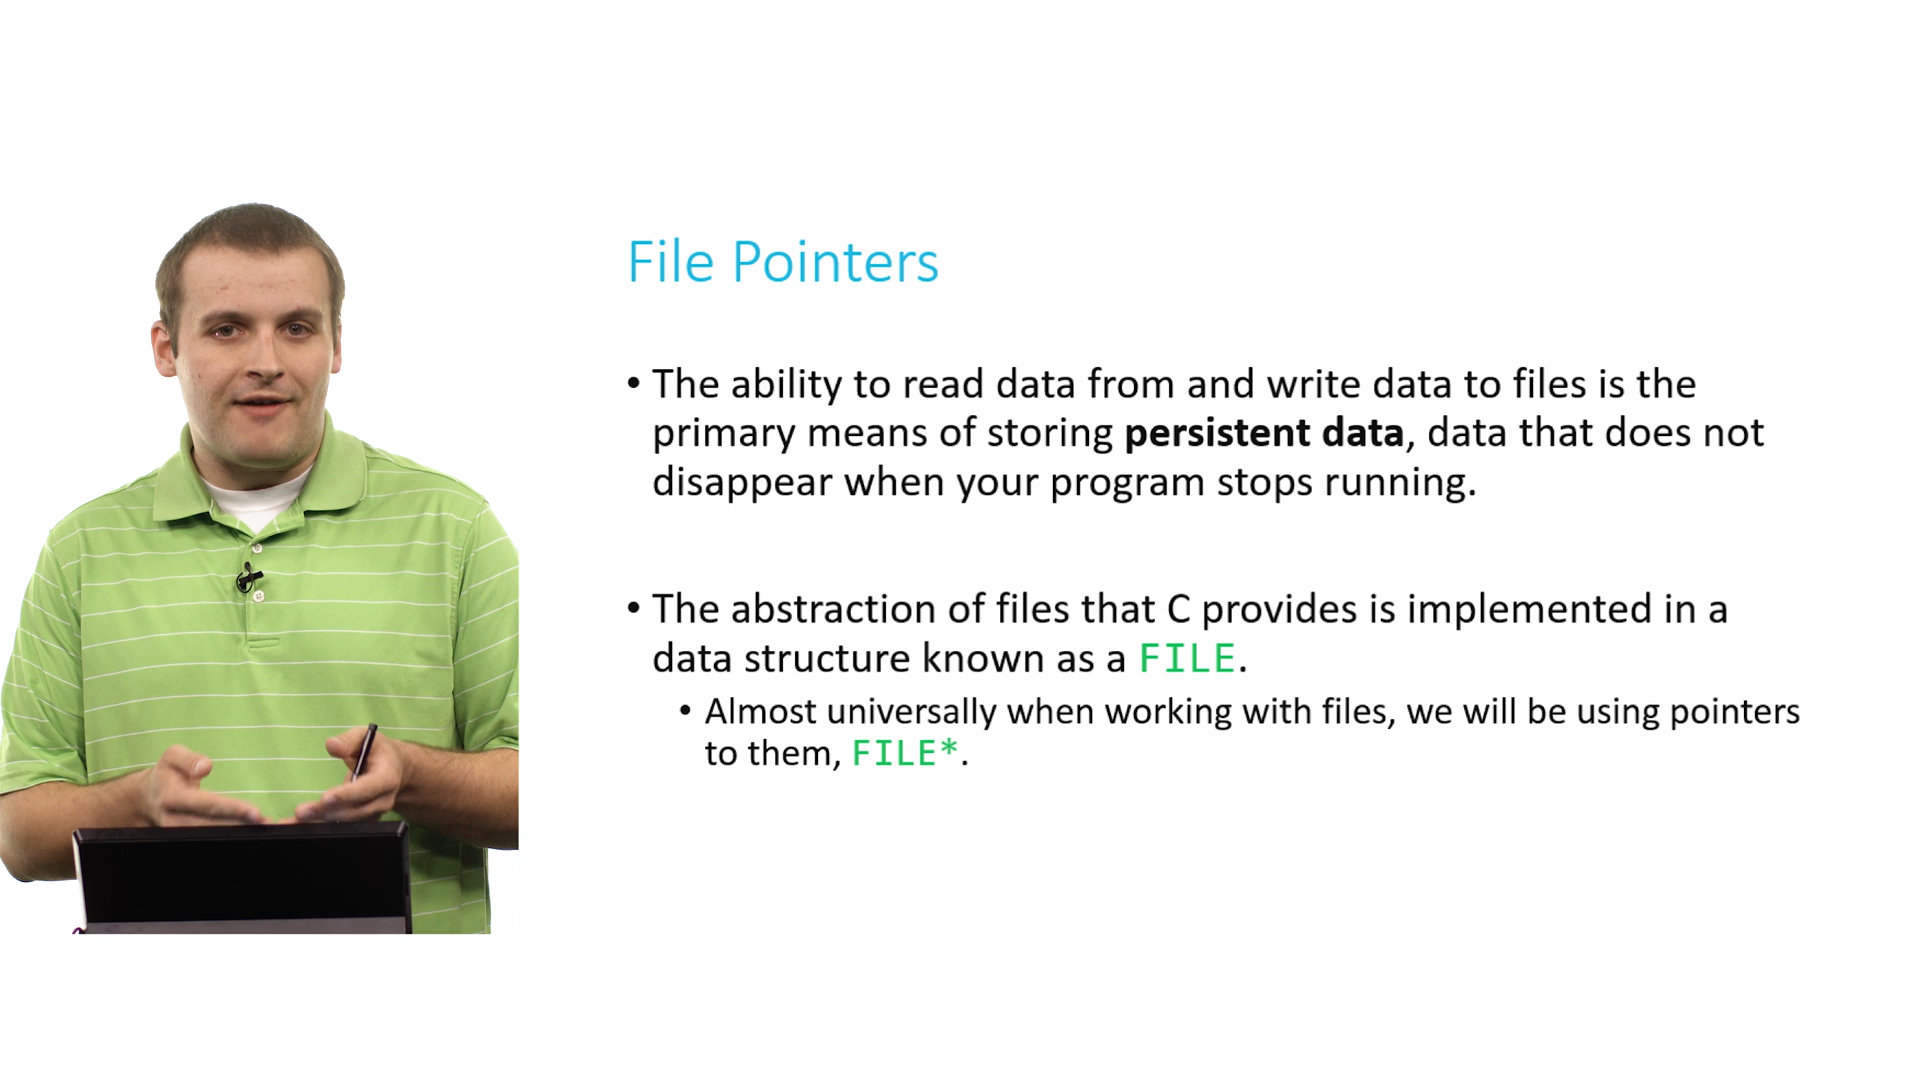 File Pointers
• The ability to read data from and write data to files is the
primary means of storing persistent data, data that does not
disappear when your program stops running.
• The abstraction of files that C provides is implemented in a
data structure known as a FILE.
• Almost universally when working with files, we will be using pointers
to them, FILE*.